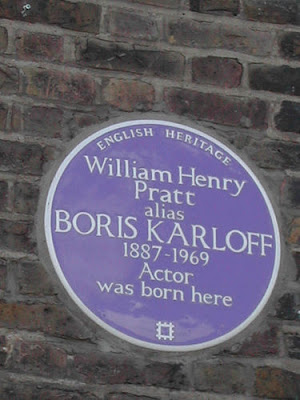 ENGLISH HERITAGE
William Henry
Pratt
alias
BORIS KARLOFF
1887-1969
Actor
was born here